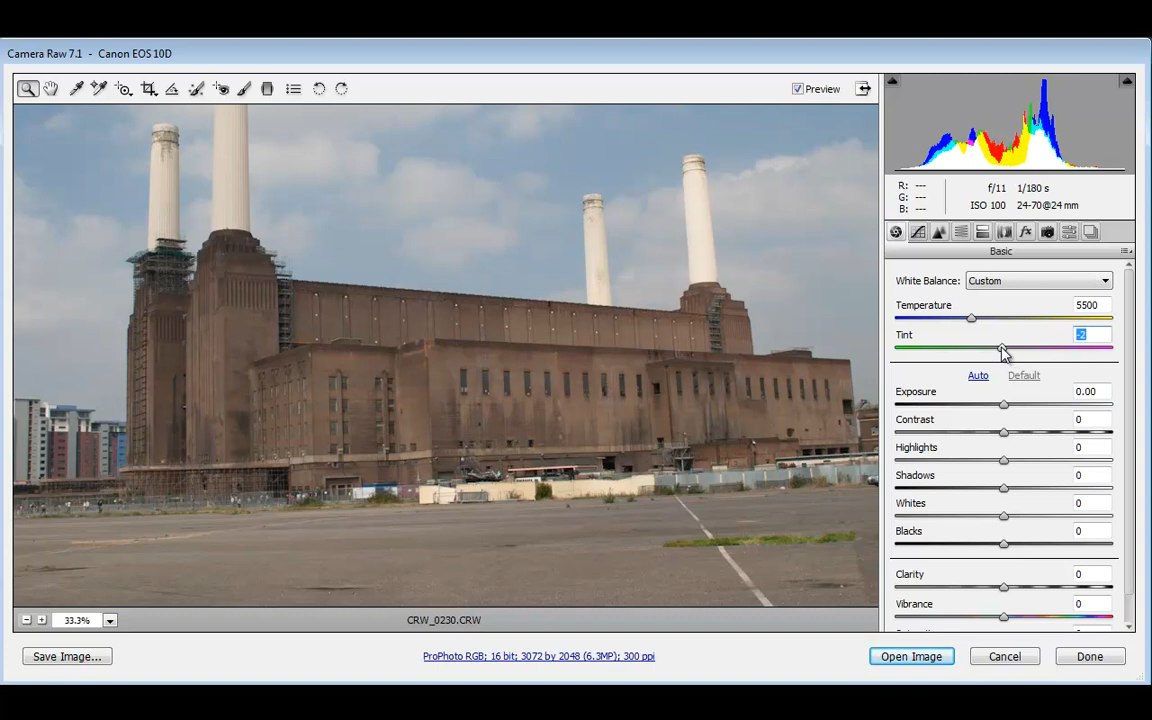 Camera Raw 7.1 - Canon EOS 10D
Preview
R: ---
G: ---
B: ---
f/11 1/180 s
ISO 100 24-70@24 mm
fx
Basic
White Balance: Custom
Temperature 5500
Tint -2
Auto Default
Exposure 0.00
Contrast 0
Highlights 0
Shadows 0
Whites 0
Blacks 0
Clarity 0
Vibrance 0
33.3%
CRW_0230.CRW
Save Image...
ProPhoto RGB; 16 bit; 3072 by 2048 (6.3MP); 300 ppi
Open Image
Cancel
Done